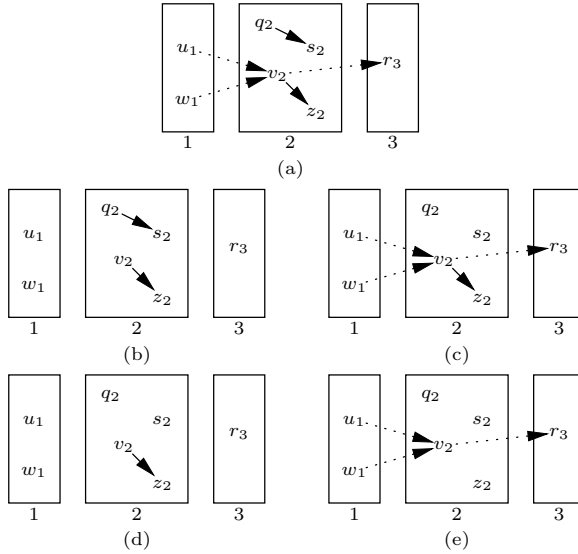 q₂
u₁ s₂
v₂ r₃
w₁ z₂
1 2 3
(a)
q₂
u₁ s₂ r₃
v₂
w₁ z₂
1 2 3
(b)
q₂
u₁ s₂ r₃
v₂
w₁ z₂
1 2 3
(c)
q₂
u₁ s₂ r₃
v₂
w₁ z₂
1 2 3
(d)
q₂
u₁ s₂ r₃
v₂
w₁ z₂
1 2 3
(e)